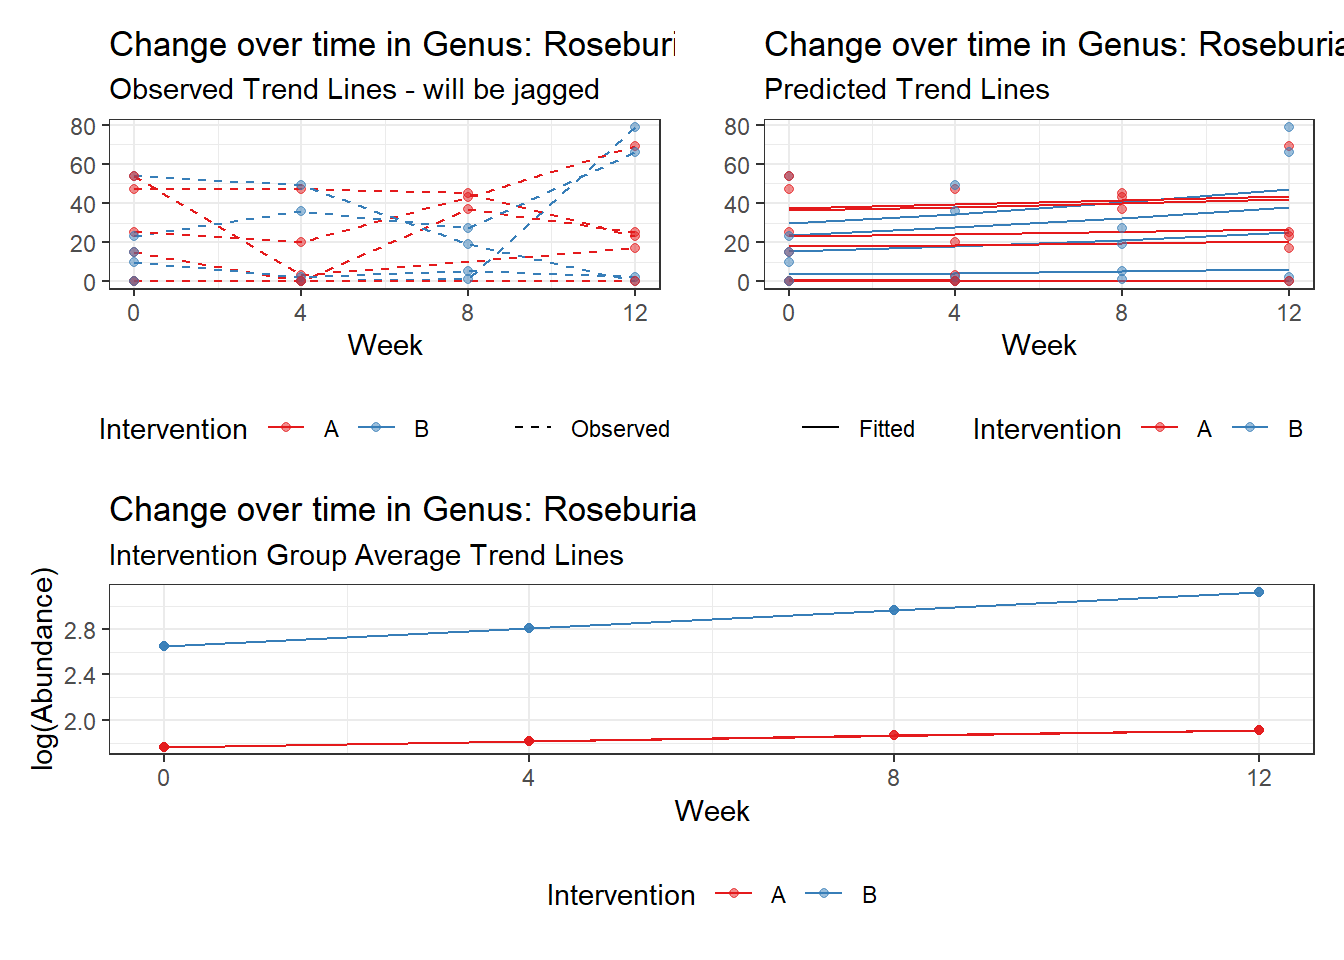 Change over time in Genus: Roseburi
Observed Trend Lines - will be jagged
80
60
40
20
0
0 4 8 12
Week
Intervention A B Observed
Change over time in Genus: Roseburia
Predicted Trend Lines
80
60
40
20
0
0 4 8 12
Week
Fitted Intervention A B
Change over time in Genus: Roseburia
Intervention Group Average Trend Lines
log(Abundance)
2.8
2.4
2.0
0 4 8 12
Week
Intervention A B